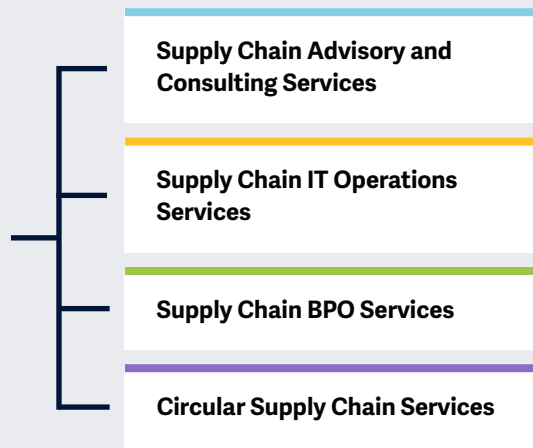 Supply Chain Advisory and
Consulting Services
Supply Chain IT Operations
Services
Supply Chain BPO Services
Circular Supply Chain Services